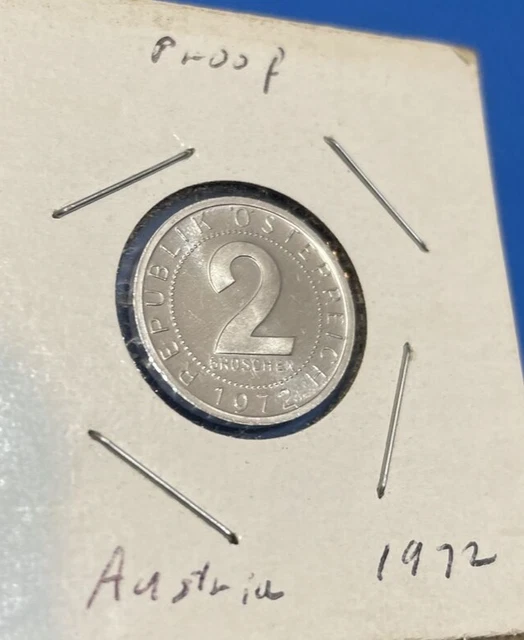 Proof
REPUBLIK ÖSTERREICH
2
GROSCHEN
1972
Austria
1972